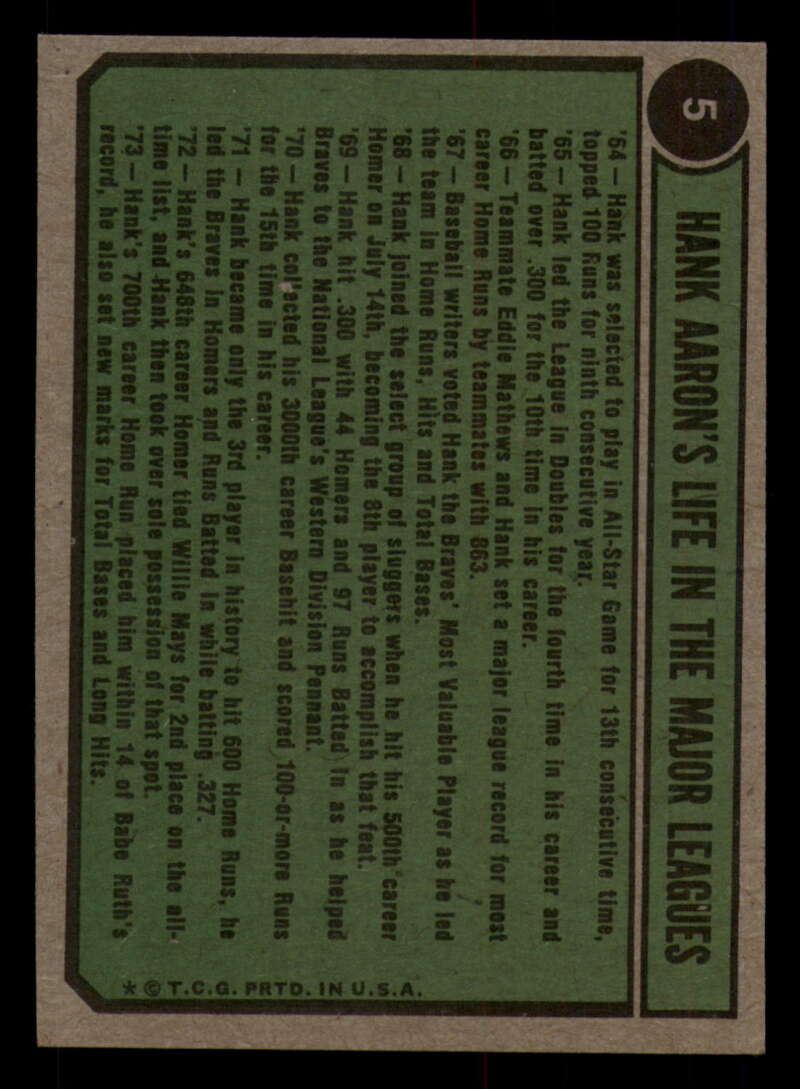 5
HANK AARON'S LIFE IN THE MAJOR LEAGUES
'64 — Hank was selected to play in All-Star Game for 13th consecutive time,
topped 100 Runs for ninth consecutive year.
'65 — Hank led the League in Doubles for the fourth time in his career and
batted over .300 for the 10th time in his career.
'66 — Teammate Eddie Mathews and Hank set a major league record for most
career Home Runs by teammates with 863.
'67 — Baseball writers voted Hank the Braves' Most Valuable Player as he led
the team in Home Runs, Hits and Total Bases.
'68 — Hank joined the select group of sluggers when he hit his 500th career
Homer on July 14th, becoming the 8th player to accomplish that feat.
'69 — Hank hit .300 with 44 Homers and 97 Runs Batted In as he helped
Braves to the National League's Western Division Pennant.
'70 — Hank collected his 3000th career Basehit and scored 100-or-more Runs
for the 15th time in his career.
'71 — Hank became only the 3rd player in history to hit 600 Home Runs, he
led the Braves in Homers and Runs Batted In while batting .327.
'72 — Hank's 648th career Homer tied Willie Mays for 2nd place on the all-
time list, and Hank then took over sole possession of that spot.
'73 — Hank's 700th career Home Run placed him within 14 of Babe Ruth's
record, he also set new marks for Total Bases and Long Hits.
* © T.C.G. PRTD. IN U.S.A.